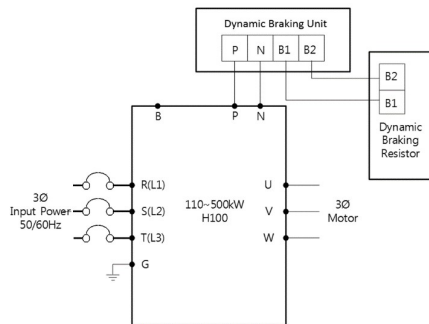 Dynamic Braking Unit
P N B1 B2
B2
B1
Dynamic
Braking
Resistor
B P N
3Ø
Input Power
50/60Hz
R(L1)
S(L2)
T(L3)
G
110~500kW
H100
U
V
W
3Ø
Motor